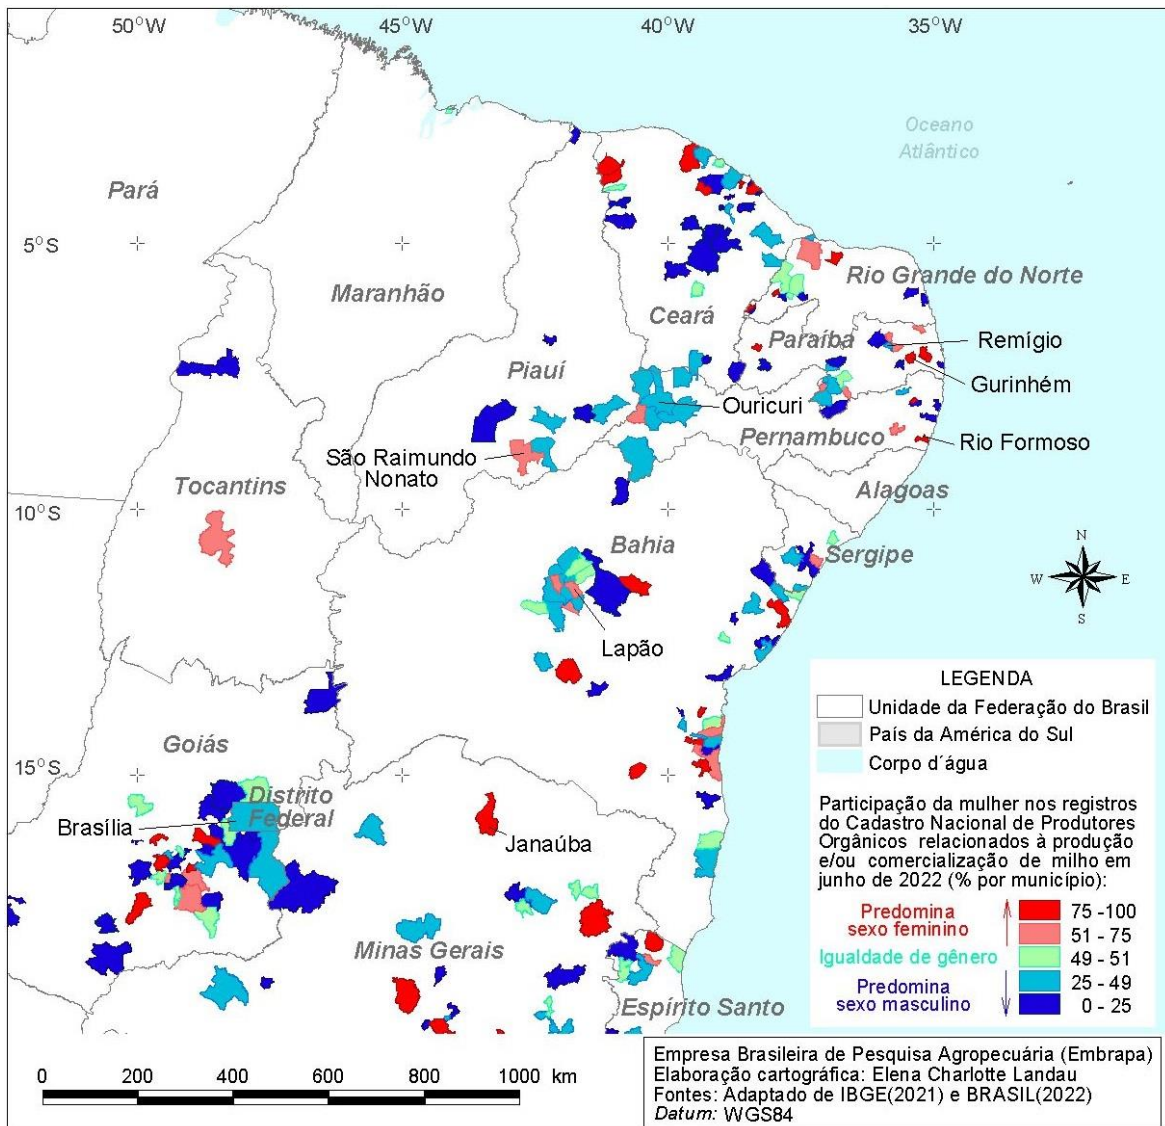 50°W
45°W
40°W
35°W
Oceano
Atlântico
Pará
5°S
Maranhão
Rio Grande do Norte
Ceará
Paraíba
Remígio
Piauí
Gurinhém
Ouricuri
Pernambuco
Rio Formoso
São Raimundo
Nonato
Tocantins
Alagoas
10°S
Bahia
Sergipe
N
W
E
S
Lapão
Goiás
15°S
Distrito
Federal
Brasília
Janaúba
Minas Gerais
Espírito Santo
LEGENDA
Unidade da Federação do Brasil
País da América do Sul
Corpo d´água
Participação da mulher nos registros
do Cadastro Nacional de Produtores
Orgânicos relacionados à produção
e/ou comercialização de milho em
junho de 2022 (% por município):
Predomina
sexo feminino
Igualdade de gênero
Predomina
sexo masculino
75 -100
51 - 75
49 - 51
25 - 49
0 - 25
0 200 400 600 800 1000 km
Empresa Brasileira de Pesquisa Agropecuária (Embrapa)
Elaboração cartográfica: Elena Charlotte Landau
Fontes: Adaptado de IBGE(2021) e BRASIL(2022)
Datum: WGS84